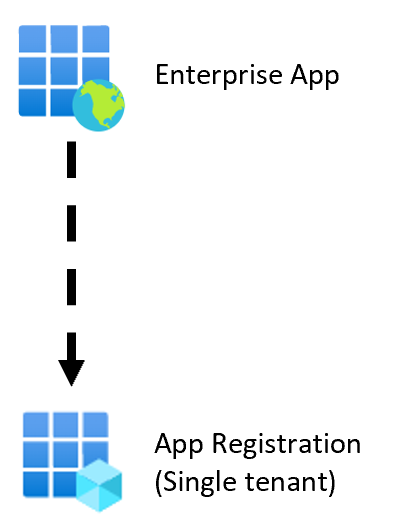 Enterprise App
App Registration
(Single tenant)